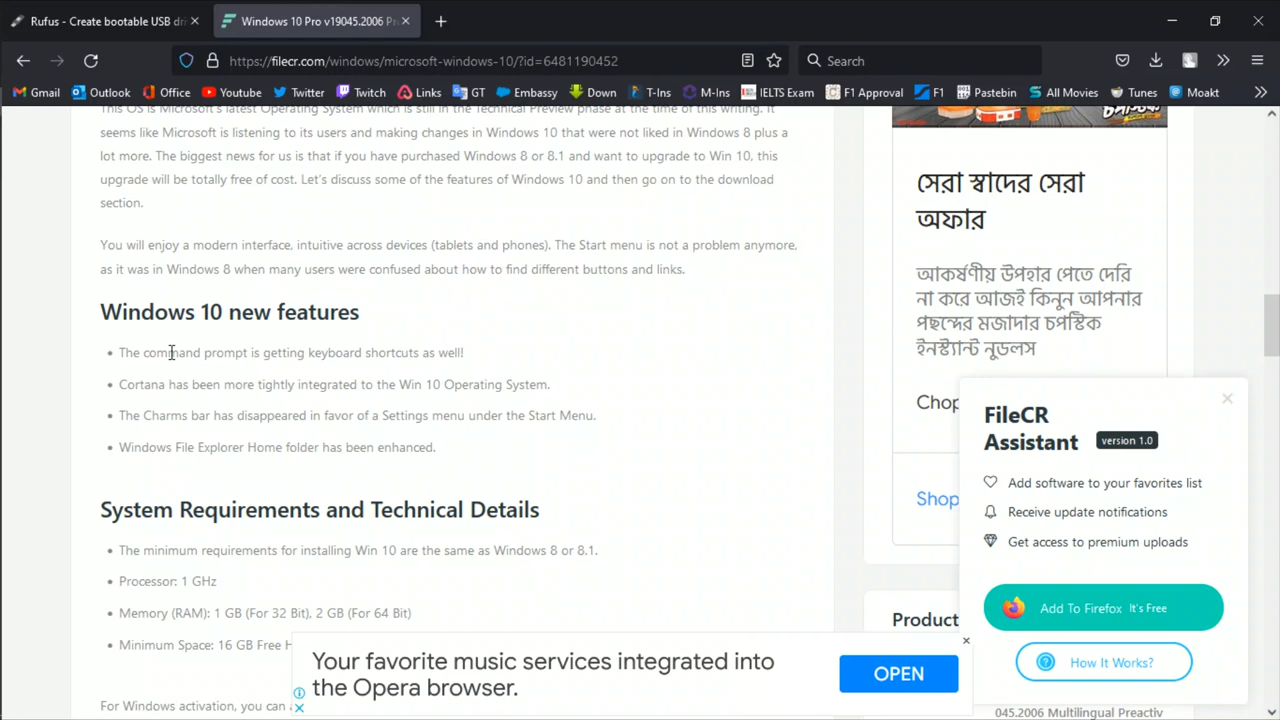 Rufus - Create bootable USB dri
Windows 10 Pro v19045.2006 P
https://filecr.com/windows/microsoft-windows-10/?id=6481190452
Search
Gmail Outlook Office Youtube Twitter Twitch Links GT Embassy Down T-Ins M-Ins IELTS Exam F1 Approval F1 Pastebin All Movies Tunes Moakt
This OS is Microsoft's latest Operating System which is still in the Technical Preview phase at the time of this writing. It
seems like Microsoft is listening to its users and making changes in Windows 10 that were not liked in Windows 8 plus a
lot more. The biggest news for us is that if you have purchased Windows 8 or 8.1 and want to upgrade to Win 10, this
upgrade will be totally free of cost. Let's discuss some of the features of Windows 10 and then go on to the download
section.
You will enjoy a modern interface, intuitive across devices (tablets and phones). The Start menu is not a problem anymore,
as it was in Windows 8 when many users were confused about how to find different buttons and links.
Windows 10 new features
• The command prompt is getting keyboard shortcuts as well!
• Cortana has been more tightly integrated to the Win 10 Operating System.
• The Charms bar has disappeared in favor of a Settings menu under the Start Menu.
• Windows File Explorer Home folder has been enhanced.
System Requirements and Technical Details
• The minimum requirements for installing Win 10 are the same as Windows 8 or 8.1.
• Processor: 1 GHz
• Memory (RAM): 1 GB (For 32 Bit), 2 GB (For 64 Bit)
• Minimum Space: 16 GB Free H
For Windows activation, you can
সেরা স্বাদের সেরা
অফার
আকর্ষণীয় উপহার পেতে দেরি
না করে আজই কিনুন আপনার
পছন্দের মজাদার চপস্টিক
ইনস্ট্যান্ট নুডলস
Chop
Shop
Product
FileCR
Assistant version 1.0
Add software to your favorites list
Receive update notifications
Get access to premium uploads
Add To Firefox It's Free
How It Works?
Your favorite music services integrated into
the Opera browser.
OPEN
045.2006 Multilingual Preactiv